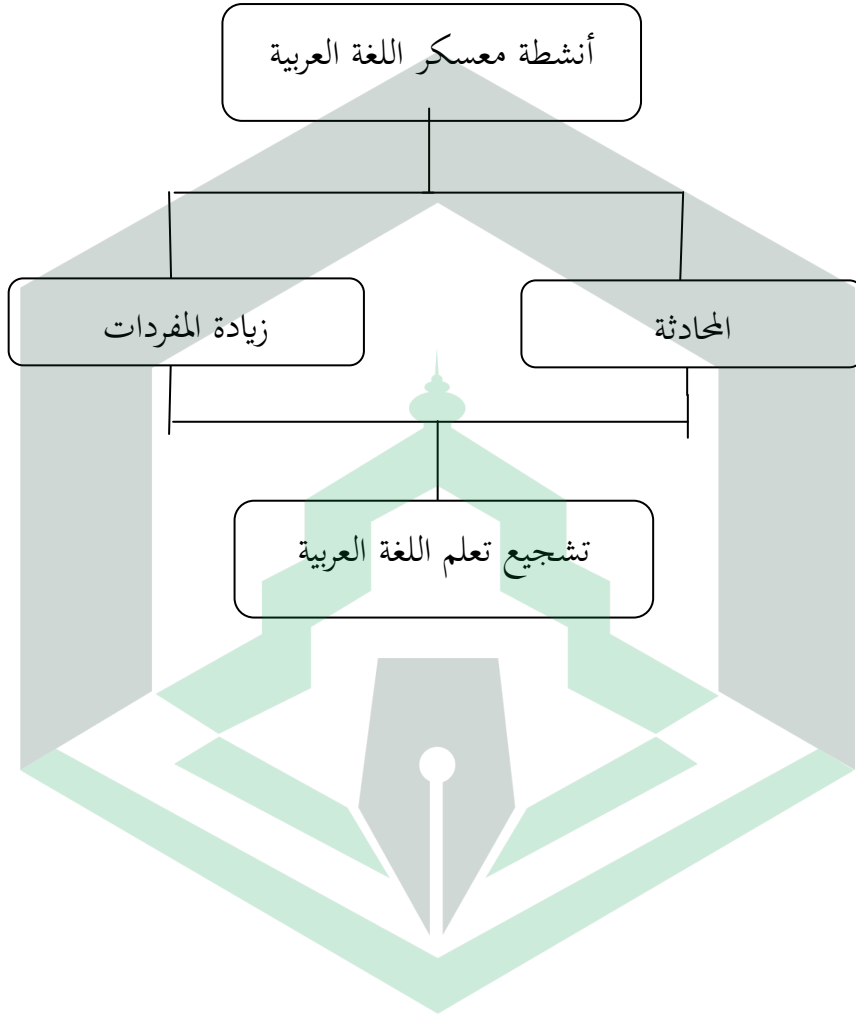 أنشطة معسكر اللغة العربية
المحادثة
زيادة المفردات
تشجيع تعلم اللغة العربية